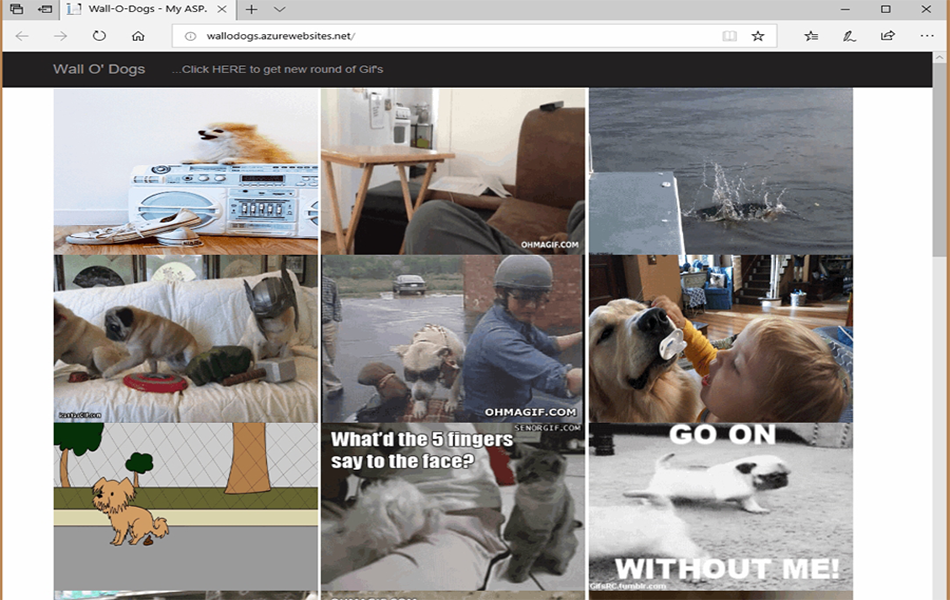 Wall-O-Dogs - My ASP.
wallodogs.azurewebsites.net/
Wall O' Dogs
...Click HERE to get new round of Gif's
OHMAGIF.COM
OHMAGIF.COM
SENORGIF.COM
What'd the 5 fingers
say to the face?
GO ON
WITHOUT ME!
GifsRC.tumblr.com